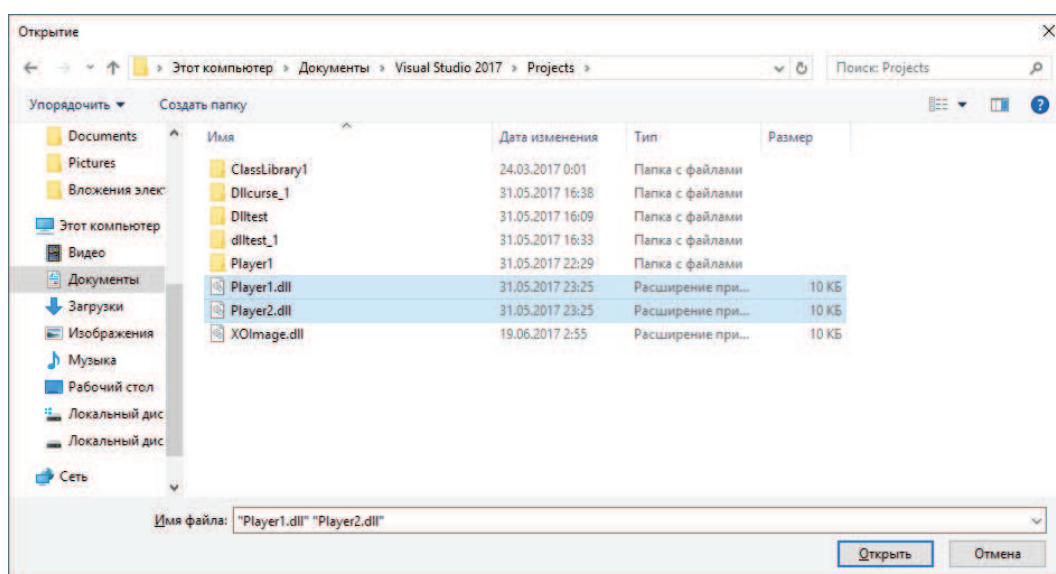 Открытие
Этот компьютер > Документы > Visual Studio 2017 > Projects >
Поиск: Projects
Упорядочить Создать папку
Имя Дата изменения Тип Размер
Documents
Pictures
Вложения элек
Этот компьютер
Видео
Документы
Загрузки
Изображения
Музыка
Рабочий стол
Локальный дис
Локальный дис
Сеть
ClassLibrary1 24.03.2017 0:01 Папка с файлами
Dllcurse_1 31.05.2017 16:38 Папка с файлами
Dlltest 31.05.2017 16:09 Папка с файлами
dlltest_1 31.05.2017 16:33 Папка с файлами
Player1 31.05.2017 22:29 Папка с файлами
Player1.dll 31.05.2017 23:25 Расширение при... 10 КБ
Player2.dll 31.05.2017 23:25 Расширение при... 10 КБ
XOImage.dll 19.06.2017 2:55 Расширение при... 10 КБ
Имя файла: "Player1.dll" "Player2.dll"
Открыть Отмена